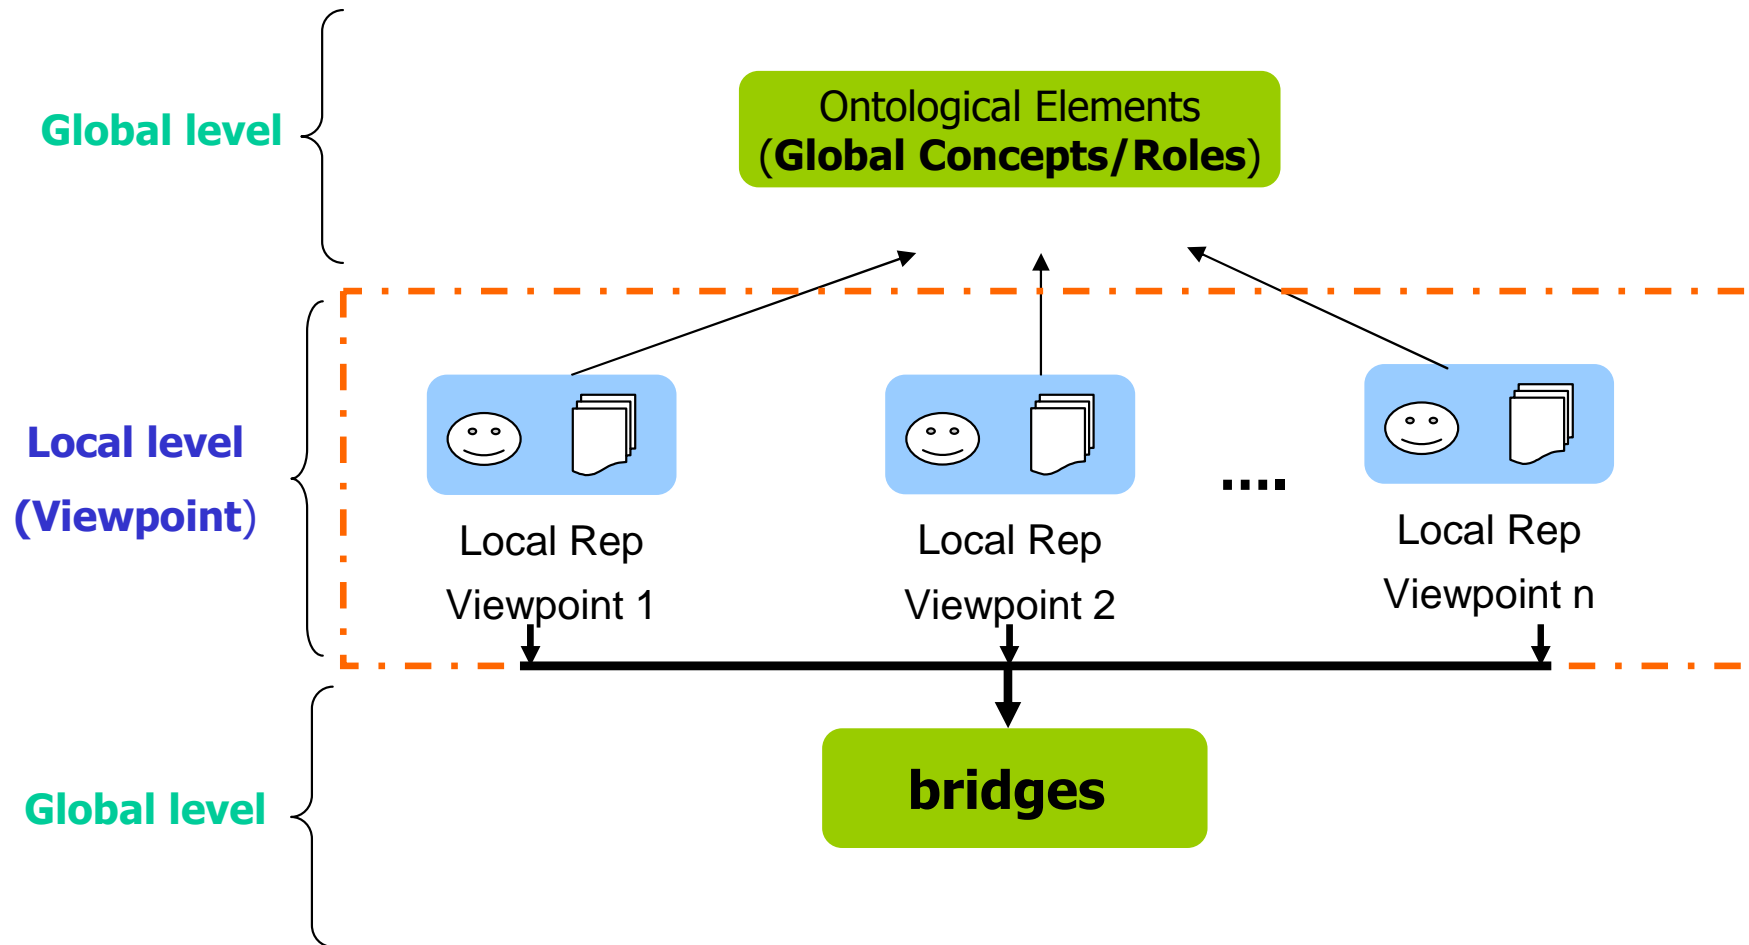 Ontological Elements
(Global Concepts/Roles)
Global level
Local level
(Viewpoint)
....
Local Rep
Viewpoint 1
Local Rep
Viewpoint 2
Local Rep
Viewpoint n
Global level
bridges